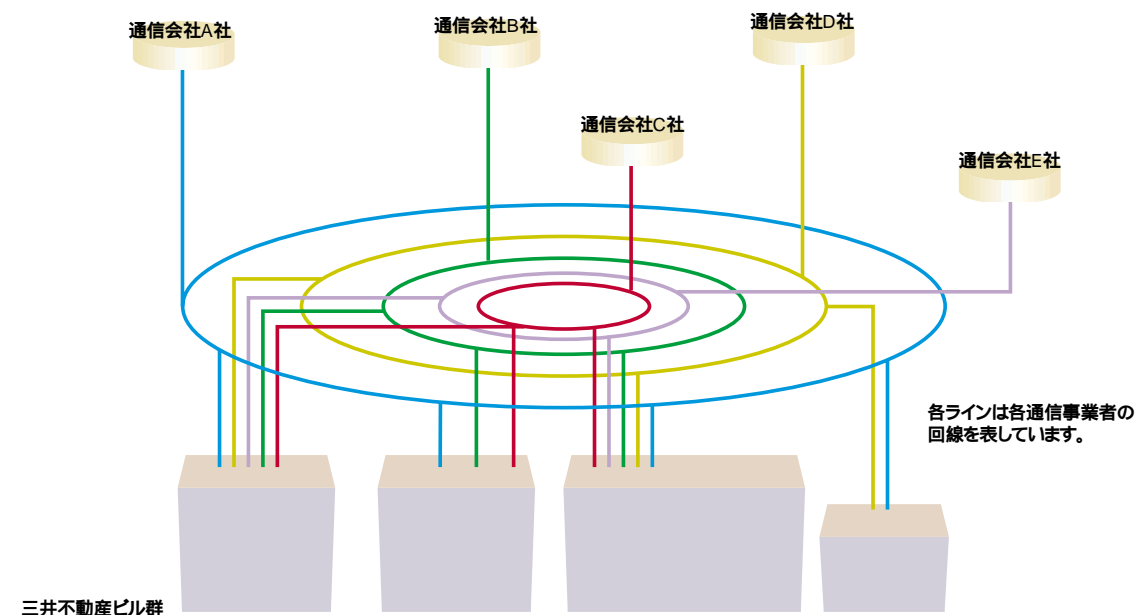 通信会社A社
通信会社B社
通信会社D社
通信会社C社
通信会社E社
各ラインは各通信事業者の
回線を表しています。
三井不動産ビル群